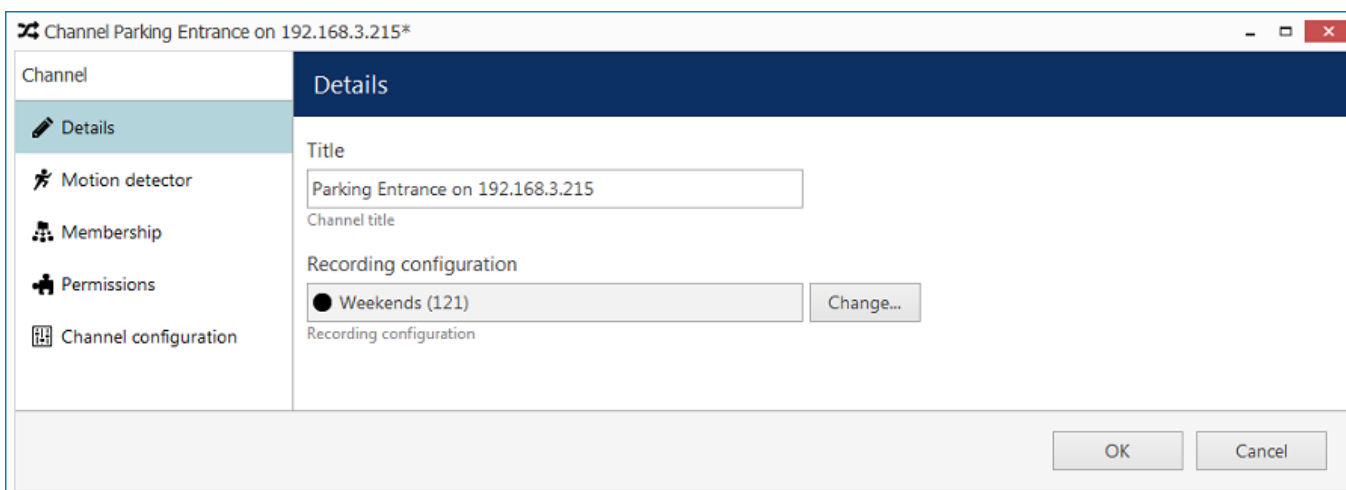 Channel Parking Entrance on 192.168.3.215*
Channel
Details
Motion detector
Membership
Permissions
Channel configuration
Details
Title
Parking Entrance on 192.168.3.215
Channel title
Recording configuration
Weekends (121)
Change...
Recording configuration
OK
Cancel